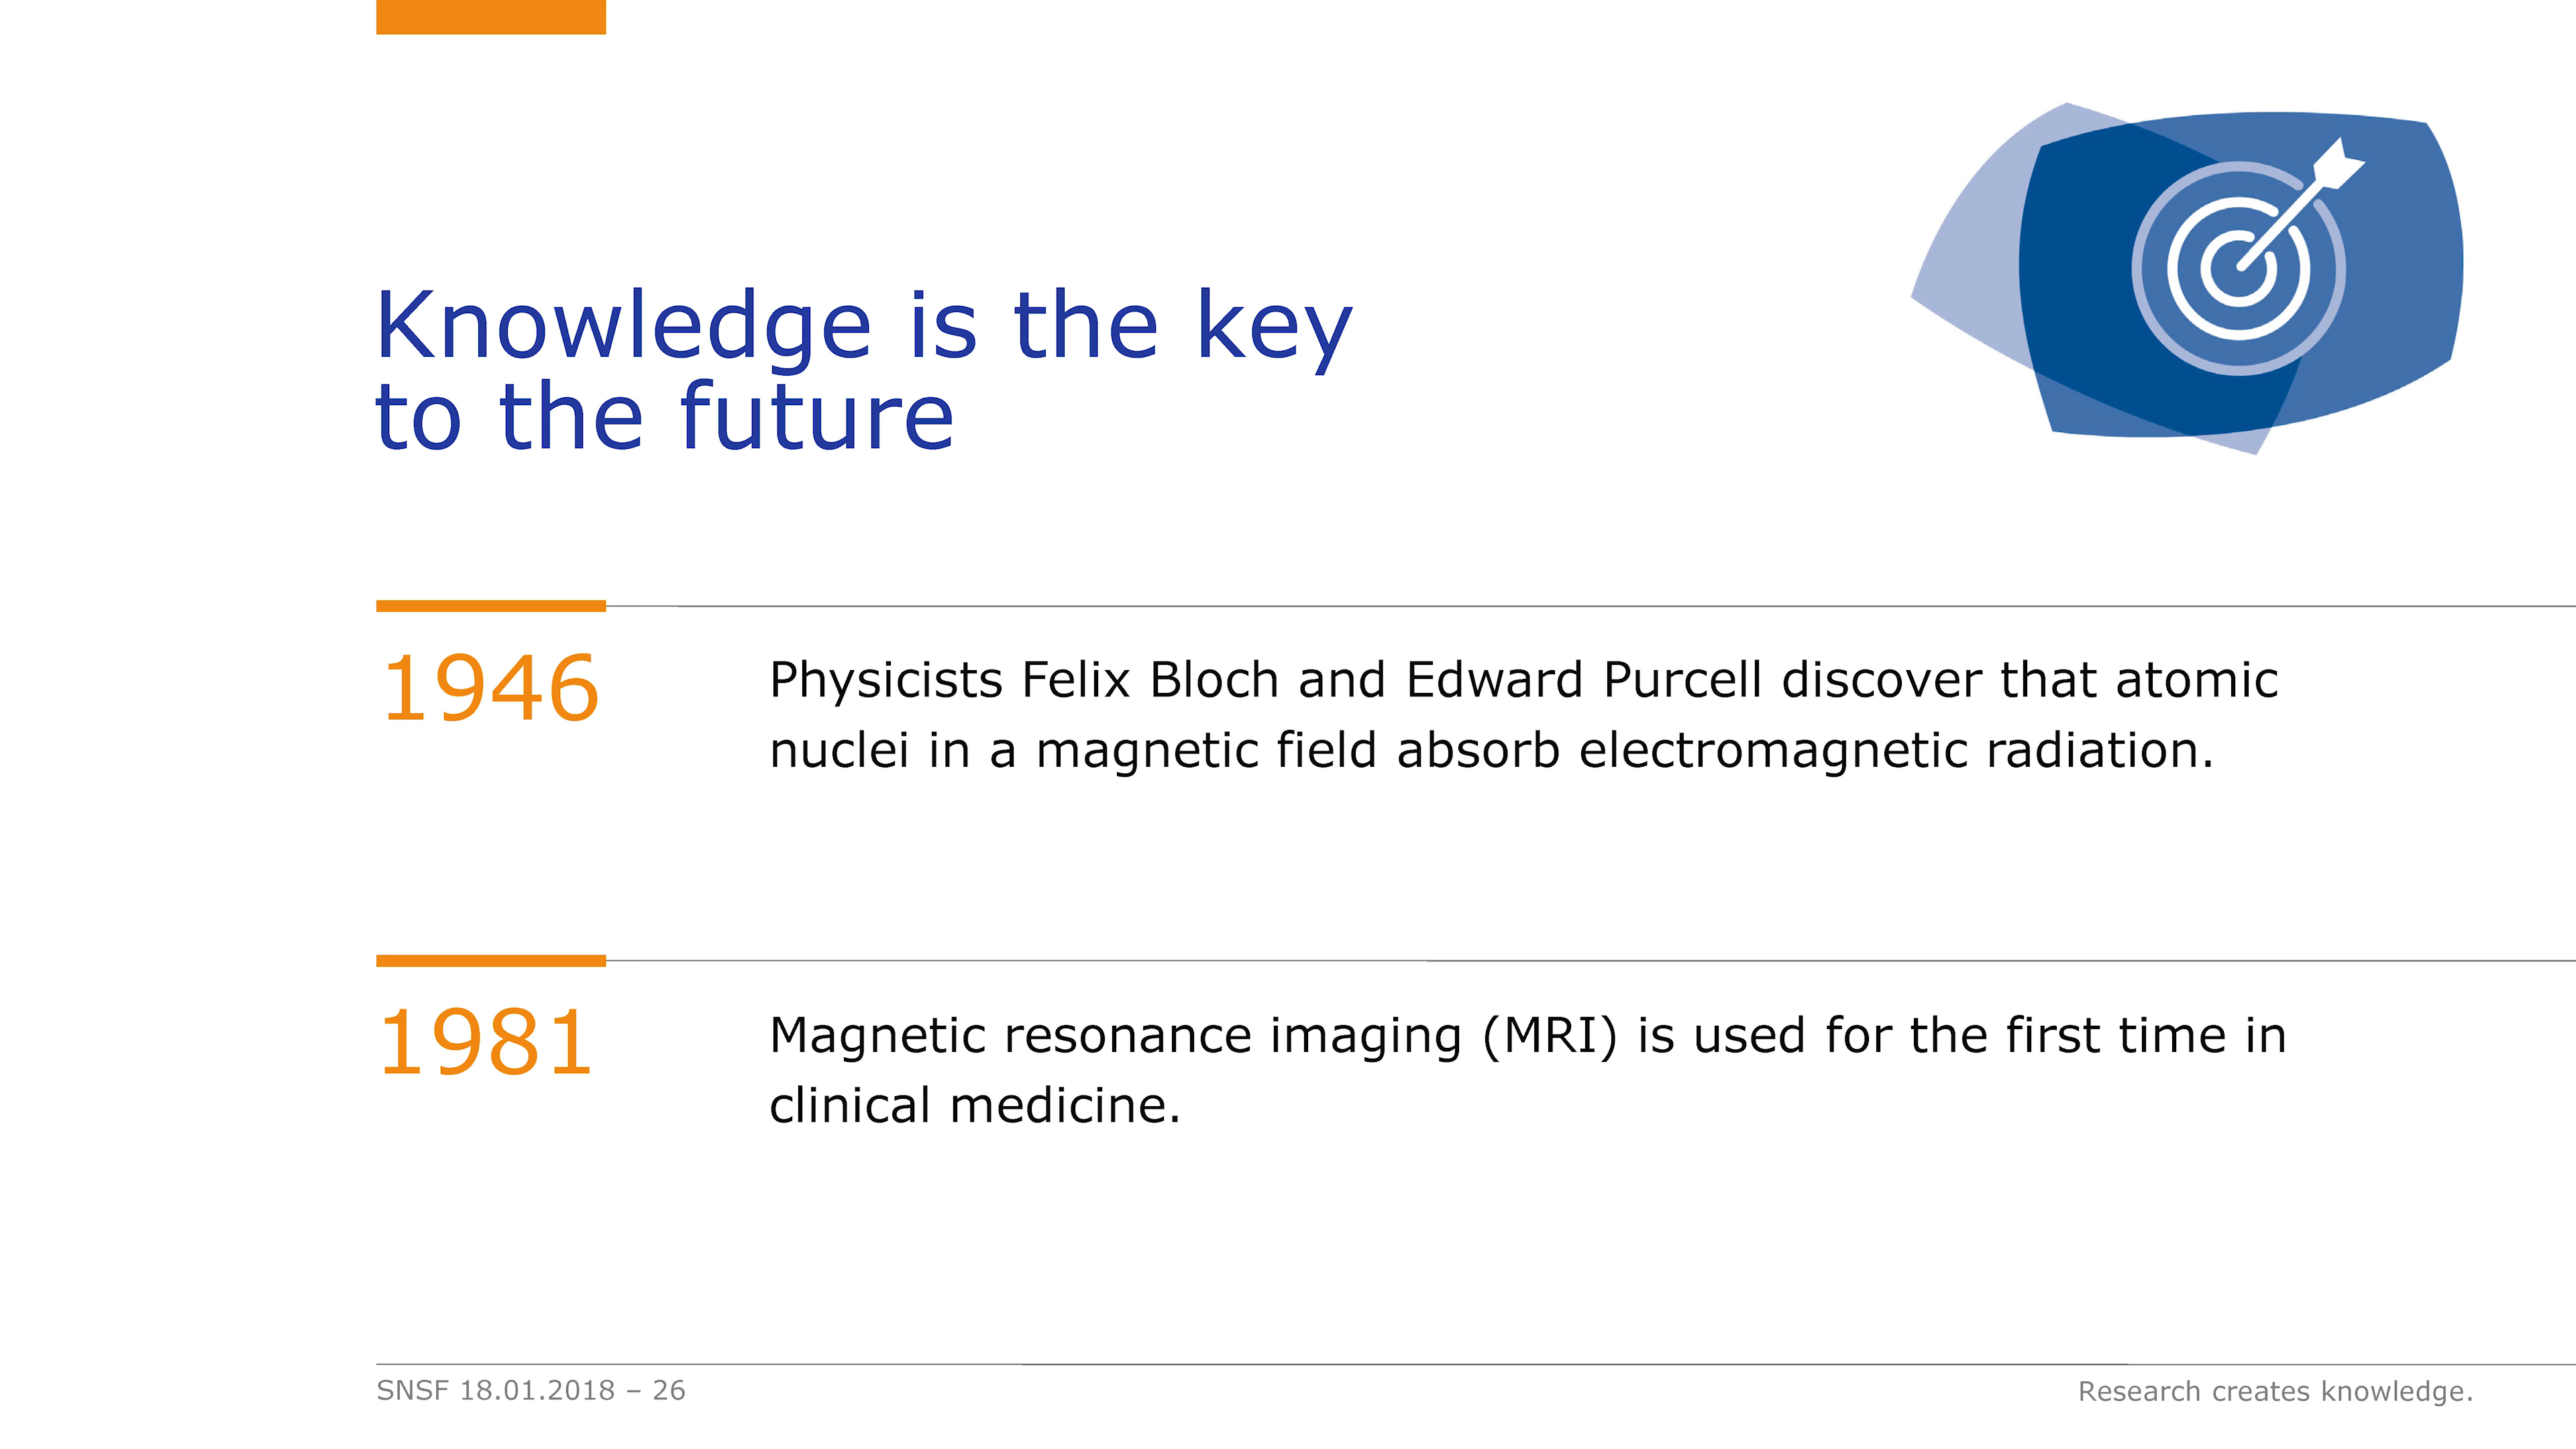 Knowledge is the key
to the future
1946
Physicists Felix Bloch and Edward Purcell discover that atomic
nuclei in a magnetic field absorb electromagnetic radiation.
1981
Magnetic resonance imaging (MRI) is used for the first time in
clinical medicine.
SNSF 18.01.2018 – 26
Research creates knowledge.